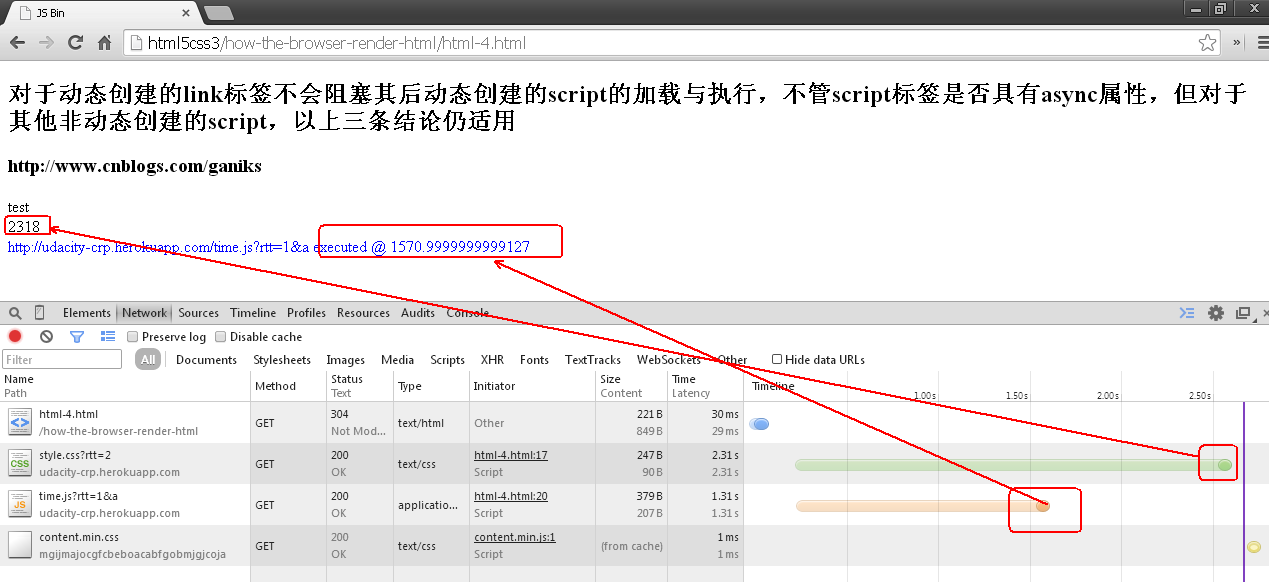 JS Bin
html5css3/how-the-browser-render-html/html-4.html
对于动态创建的link标签不会阻塞其后动态创建的script的加载与执行，不管script标签是否具有async属性，但对于
其他非动态创建的script，以上三条结论仍适用
http://www.cnblogs.com/ganiks
test
2318
http://udacity-crp.herokuapp.com/time.js?rtt=1&a executed @ 1570.9999999999127
Elements Network Sources Timeline Profiles Resources Audits Console
Preserve log Disable cache
Filter All Documents Stylesheets Images Media Scripts XHR Fonts TextTracks WebSockets Other Hide data URLs
Name Method Status Type Initiator Size Time Timeline
Path Text Content Latency 1.00s 1.50s 2.00s 2.50s
html-4.html GET 304 text/html Other 221 B 30 ms
/how-the-browser-render-html Not Mod... 849 B 29 ms
style.css?rtt=2 GET 200 text/css html-4.html:17 247 B 2.31 s
udacity-crp.herokuapp.com OK Script 90 B 2.31 s
time.js?rtt=1&a GET 200 applicatio... html-4.html:20 379 B 1.31 s
udacity-crp.herokuapp.com OK Script 207 B 1.31 s
content.min.css GET 200 text/css content.min.js:1 (from cache) 1 ms
mgijmajocgfcbeboacabfgobmjgjcoja OK Script 1 ms